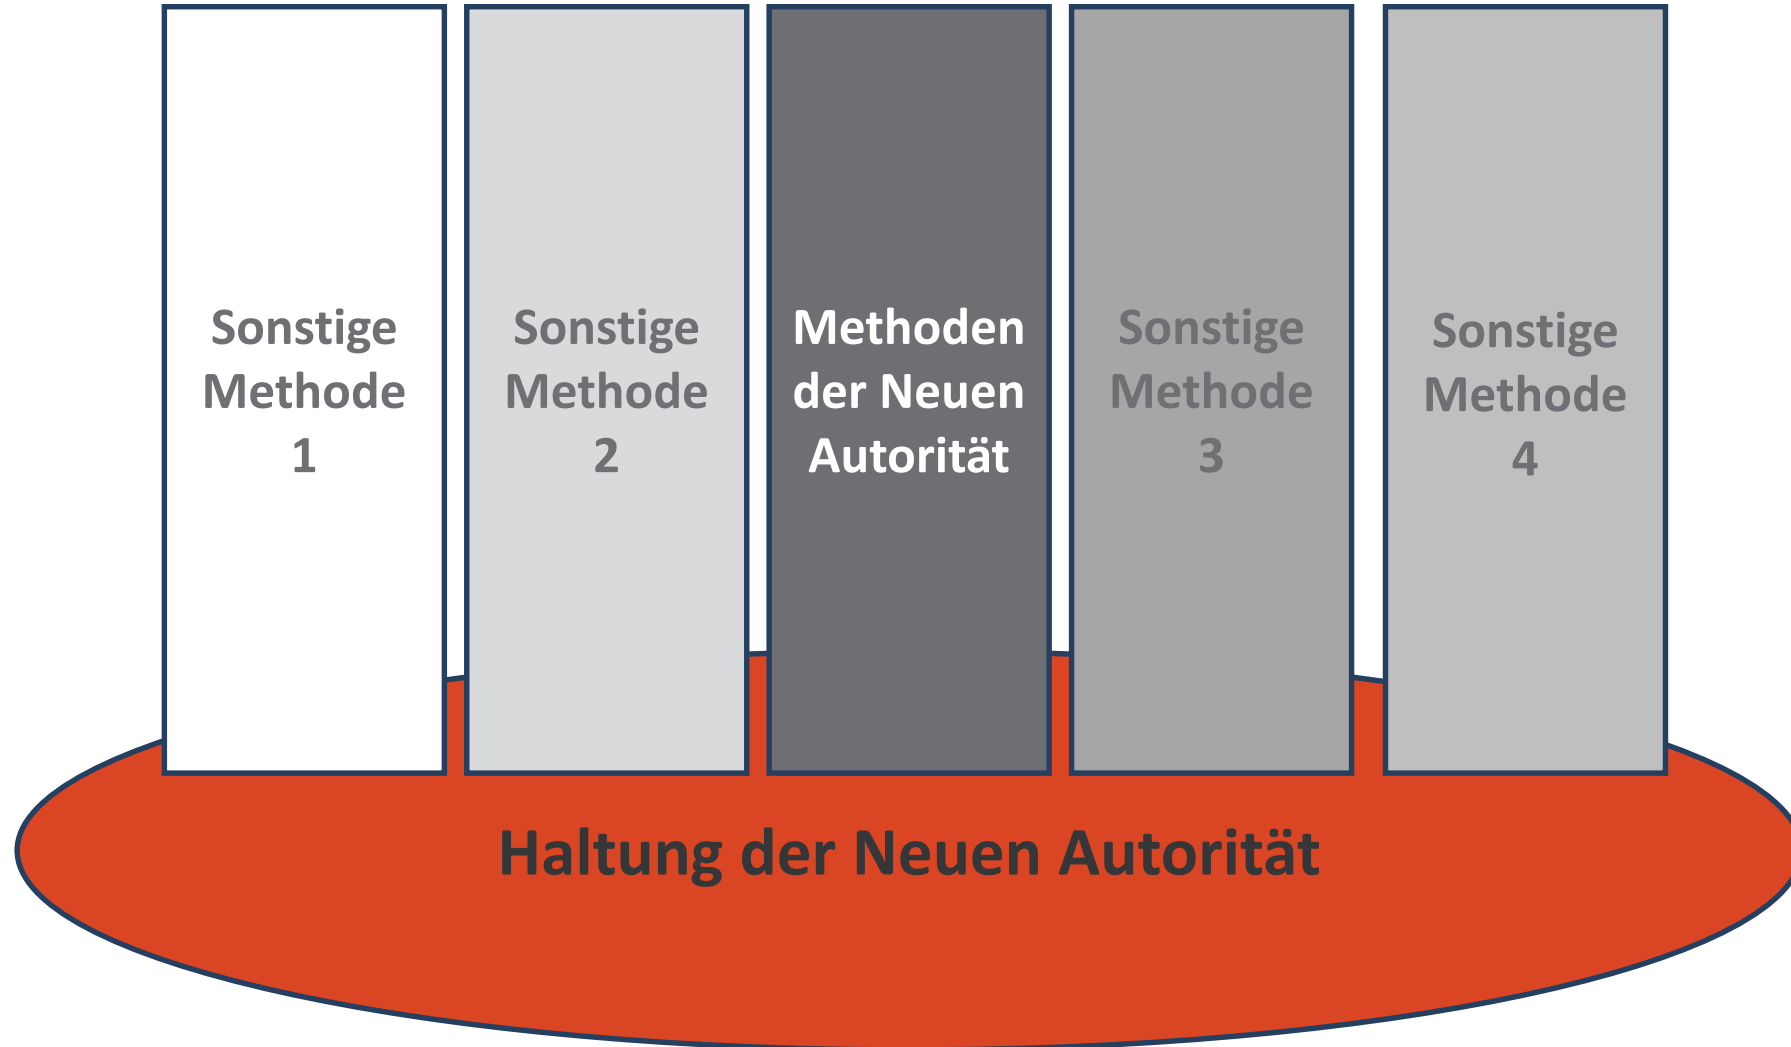 Sonstige
Methode
1
Sonstige
Methode
2
Methoden
der Neuen
Autorität
Sonstige
Methode
3
Sonstige
Methode
4
Haltung der Neuen Autorität